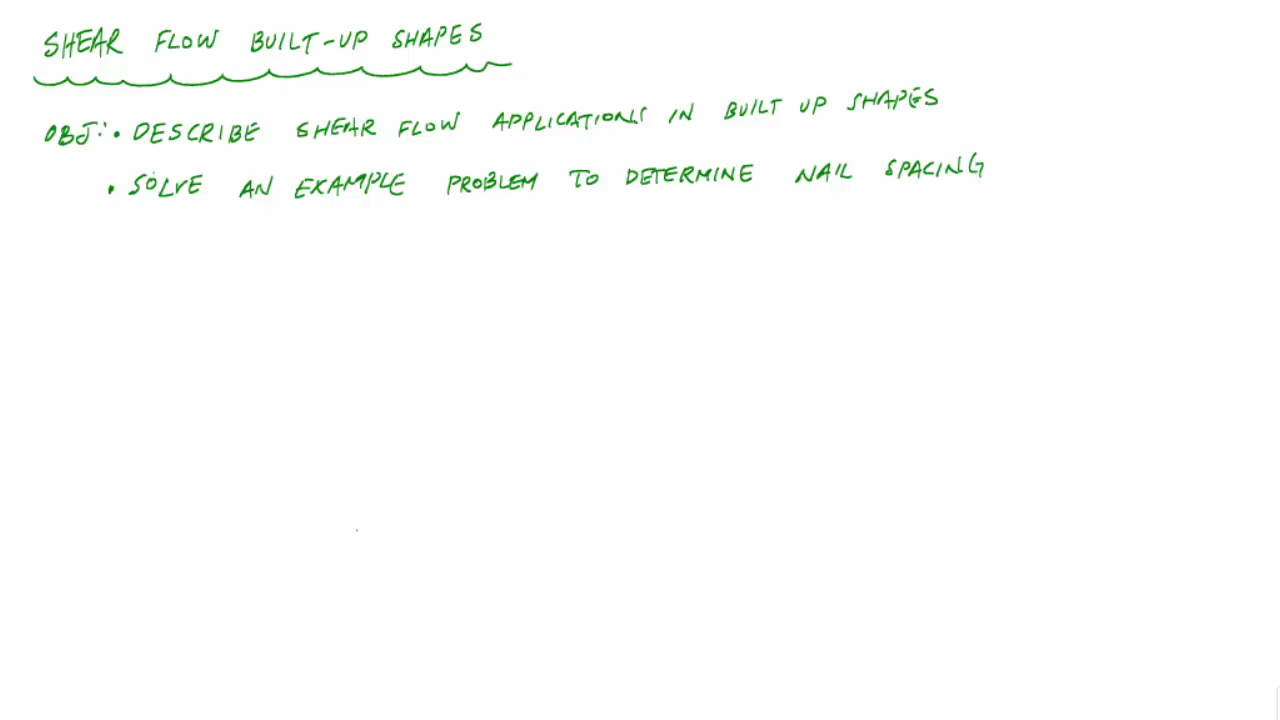 SHEAR FLOW BUILT-UP SHAPES
OBJ: • DESCRIBE SHEAR FLOW APPLICATIONS IN BUILT UP SHAPES
• SOLVE AN EXAMPLE PROBLEM TO DETERMINE NAIL SPACING